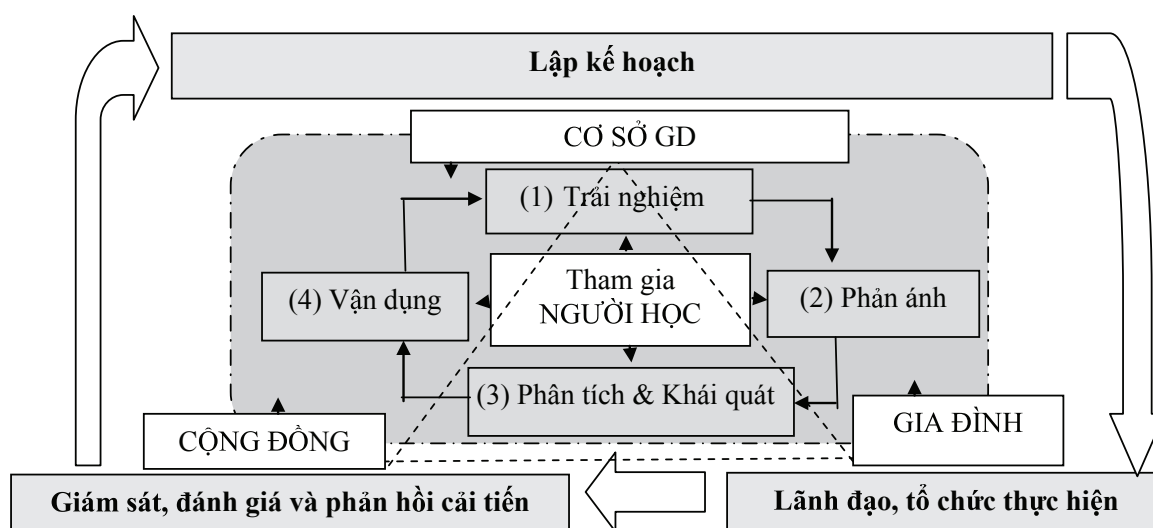 Lập kế hoạch
CƠ SỞ GD
(1) Trải nghiệm
Tham gia
NGƯỜI HỌC
(4) Vận dụng
(2) Phản ánh
(3) Phân tích & Khái quát
CỘNG ĐỒNG
GIA ĐÌNH
Giám sát, đánh giá và phản hồi cải tiến
Lãnh đạo, tổ chức thực hiện